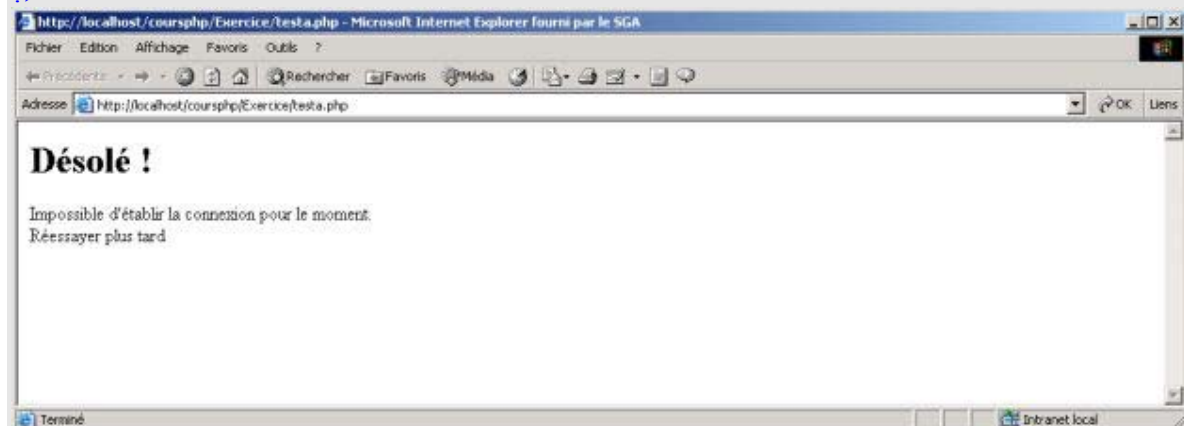 http://localhost/coursphp/Exercice/testa.php - Microsoft Internet Explorer fourni par le SGA
Fichier Edition Affichage Favoris Outils ?
Précédente Rechercher Favoris Média
Adresse http://localhost/coursphp/Exercice/testa.php OK Liens
Désolé !
Impossible d'établir la connexion pour le moment.
Réessayer plus tard
Terminé Intranet local